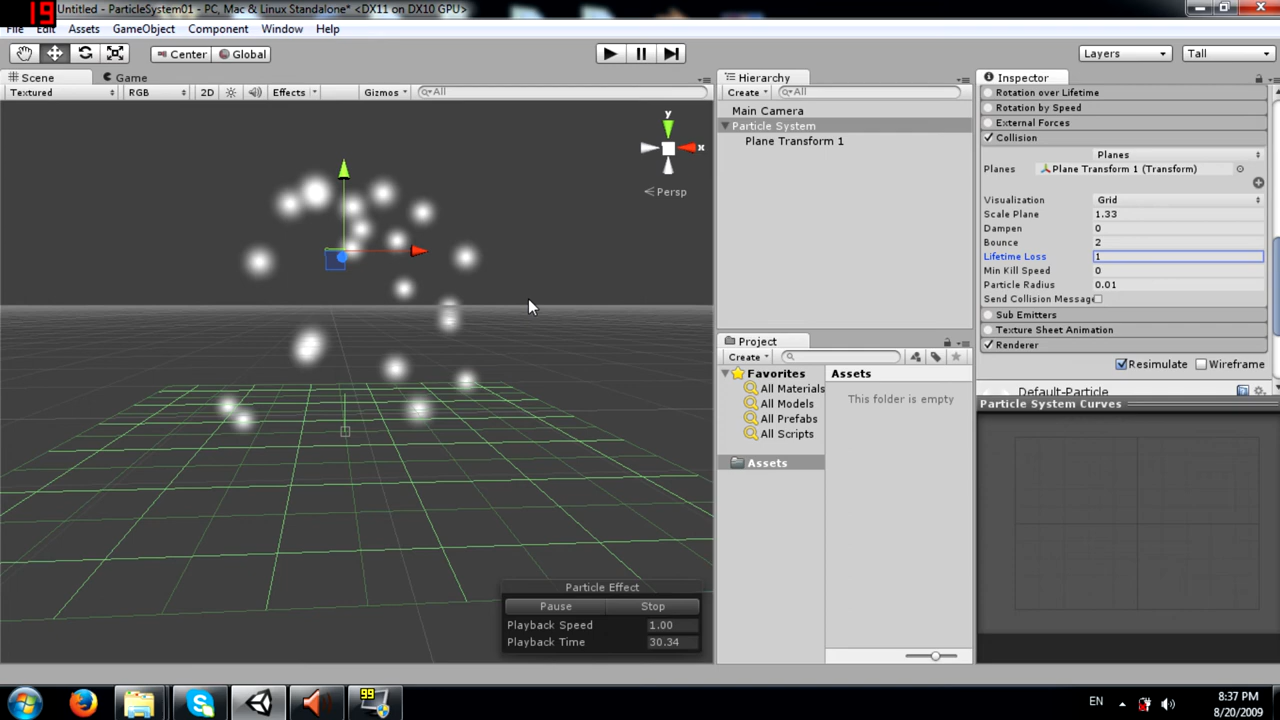 19
Untitled - ParticleSystem01 - PC, Mac & Linux Standalone* <DX11 on DX10 GPU>
File Edit Assets GameObject Component Window Help
Center Global Layers Tall
Scene Game
Textured RGB 2D Effects Gizmos All
y
x
Persp
Particle Effect
Pause Stop
Playback Speed 1.00
Playback Time 30.34
Hierarchy
Create All
Main Camera
Particle System
Plane Transform 1
Project
Create
Favorites
All Materials
All Models
All Prefabs
All Scripts
Assets
Assets
This folder is empty
Inspector
Rotation over Lifetime
Rotation by Speed
External Forces
Collision
Planes
Planes Plane Transform 1 (Transform)
Visualization Grid
Scale Plane 1.33
Dampen 0
Bounce 2
Lifetime Loss 1
Min Kill Speed 0
Particle Radius 0.01
Send Collision Message
Sub Emitters
Texture Sheet Animation
Renderer
Resimulate Wireframe
Default-Particle
Particle System Curves
99
EN
8:37 PM
8/20/2009